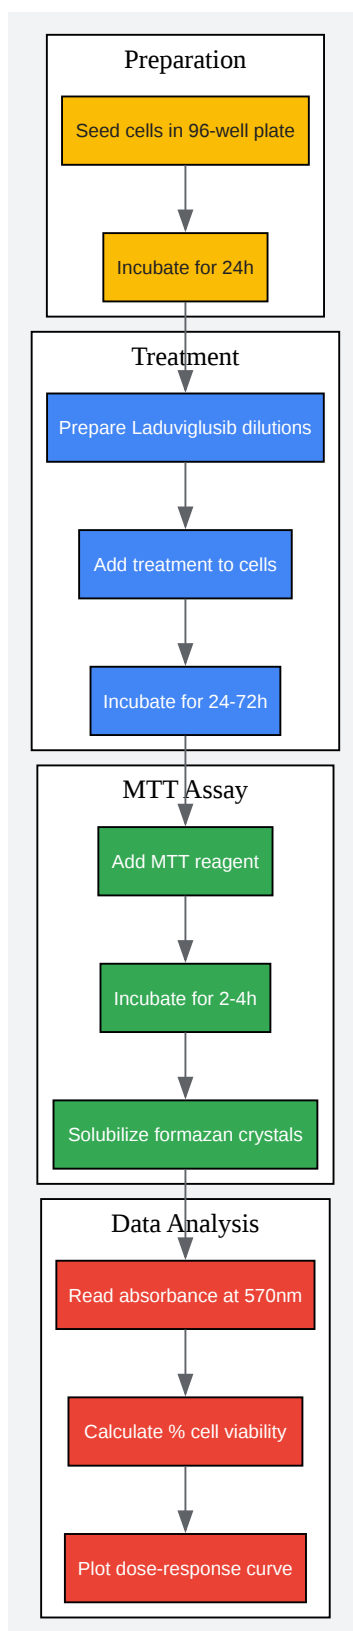 Preparation
Seed cells in 96-well plate
Incubate for 24h
Treatment
Prepare Laduviglusib dilutions
Add treatment to cells
Incubate for 24-72h
MTT Assay
Add MTT reagent
Incubate for 2-4h
Solubilize formazan crystals
Data Analysis
Read absorbance at 570nm
Calculate % cell viability
Plot dose-response curve